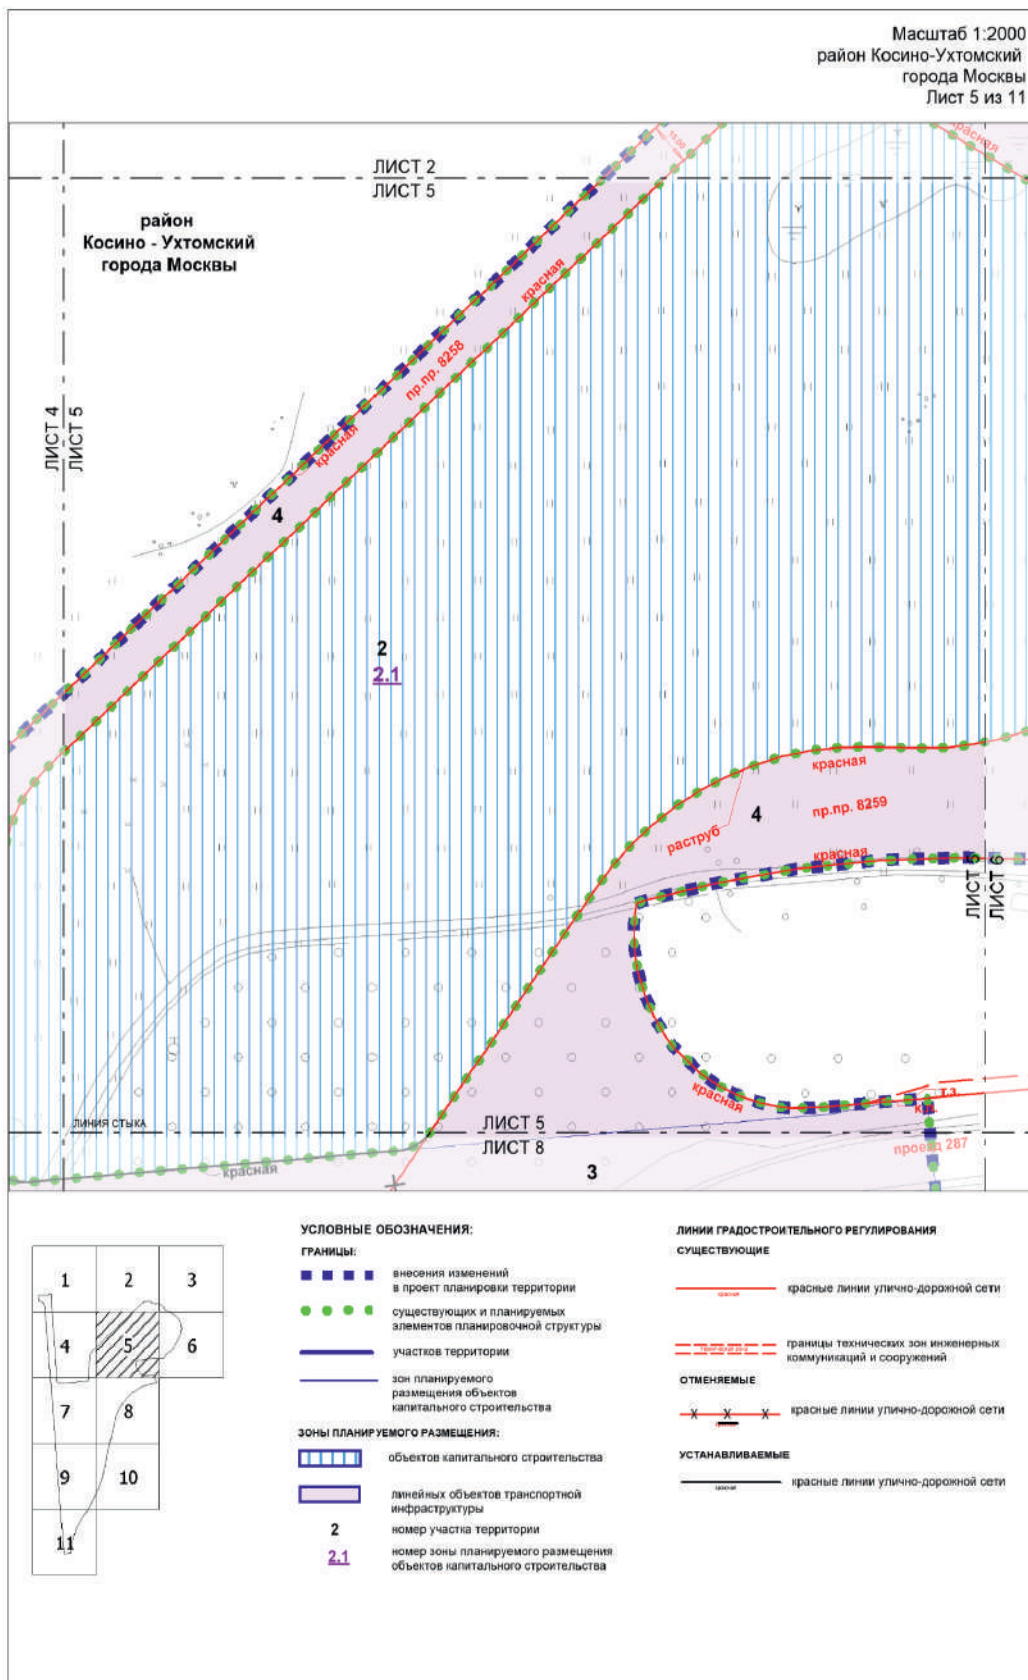 Масштаб 1:2000
район Косино-Ухтомский
города Москвы
Лист 5 из 11
красная
15.00
ЛИСТ 2
ЛИСТ 5
район
Косино - Ухтомский
города Москвы
красная
пр.пр. 8258
ЛИСТ 4
ЛИСТ 5
красная
4
2
2.1
красная
4
пр.пр. 8259
раструб
красная
ЛИСТ 5
ЛИСТ 6
красная
т.з.
ЛИНИЯ СТЫКА
ЛИСТ 5
ЛИСТ 8
проезд 287
красная
3
1
2
3
4
5
6
7
8
9
10
11
УСЛОВНЫЕ ОБОЗНАЧЕНИЯ:
ГРАНИЦЫ:
внесения изменений
в проект планировки территории
существующих и планируемых
элементов планировочной структуры
участков территории
зон планируемого
размещения объектов
капитального строительства
ЗОНЫ ПЛАНИРУЕМОГО РАЗМЕЩЕНИЯ:
объектов капитального строительства
линейных объектов транспортной
инфраструктуры
2
номер участка территории
2.1
номер зоны планируемого размещения
объектов капитального строительства
ЛИНИИ ГРАДОСТРОИТЕЛЬНОГО РЕГУЛИРОВАНИЯ
СУЩЕСТВУЮЩИЕ
красная
красные линии улично-дорожной сети
границы технических зон инженерных
коммуникаций и сооружений
ОТМЕНЯЕМЫЕ
красные линии улично-дорожной сети
УСТАНАВЛИВАЕМЫЕ
красная
красные линии улично-дорожной сети